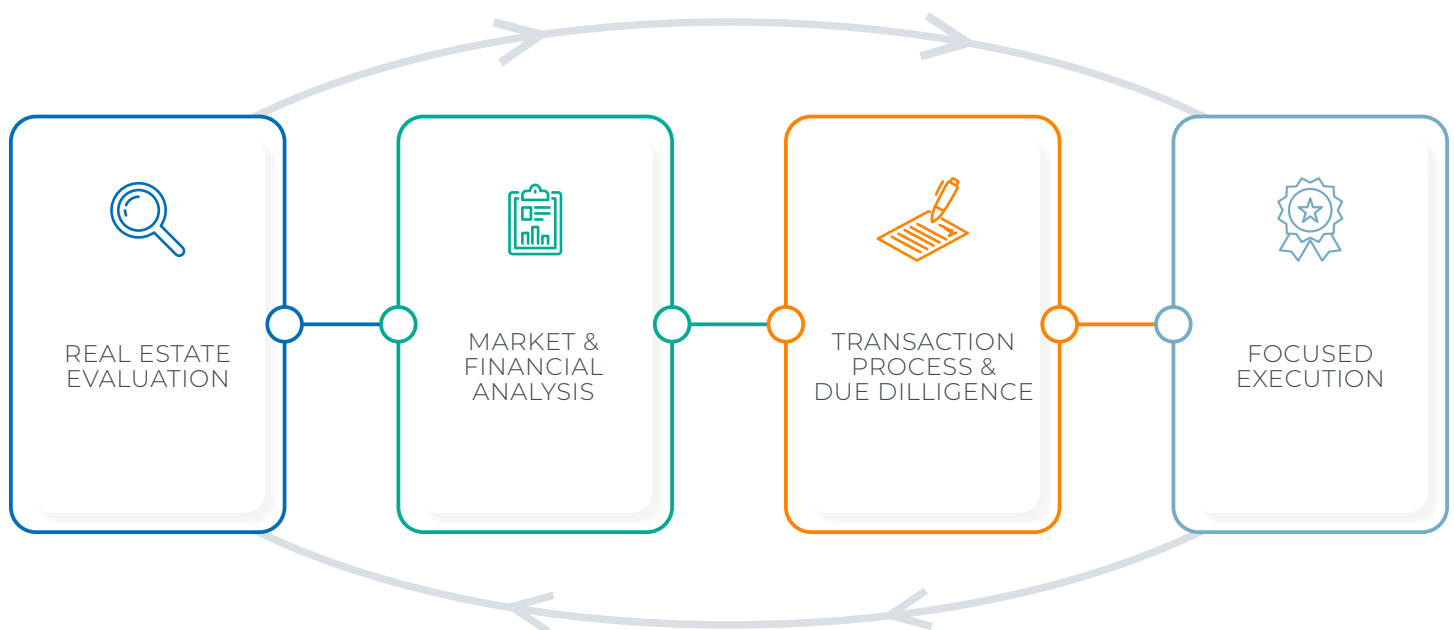 REAL ESTATE
EVALUATION
MARKET &
FINANCIAL
ANALYSIS
TRANSACTION
PROCESS &
DUE DILLIGENCE
FOCUSED
EXECUTION